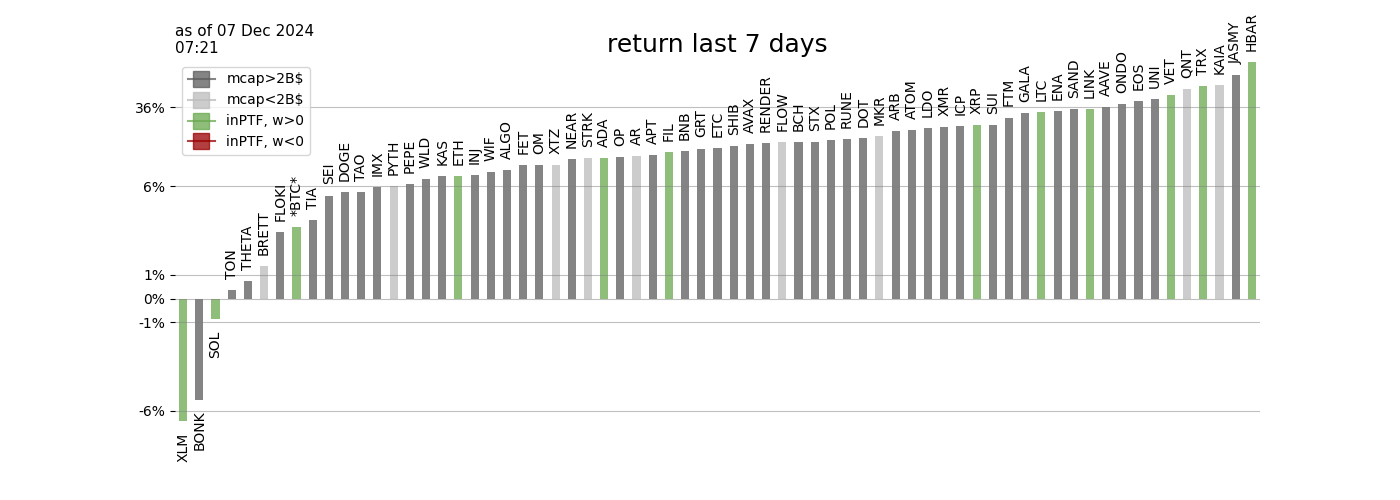 as of 07 Dec 2024
07:21
return last 7 days
mcap>2B$
mcap<2B$
inPTF, w>0
inPTF, w<0
36%
6%
1%
0%
-1%
-6%
XLM
BONK
SOL
TON
THETA
BRETT
FLOKI
*BTC*
TIA
SEI
DOGE
TAO
IMX
PYTH
PEPE
WLD
KAS
ETH
INJ
WIF
ALGO
FET
OM
XTZ
NEAR
STRK
ADA
OP
AR
APT
FIL
BNB
GRT
ETC
SHIB
AVAX
RENDER
FLOW
BCH
STX
POL
RUNE
DOT
MKR
ARB
ATOM
LDO
XMR
ICP
XRP
SUI
FTM
GALA
LTC
ENA
SAND
LINK
AAVE
ONDO
EOS
UNI
VET
QNT
TRX
KAIA
JASMY
HBAR